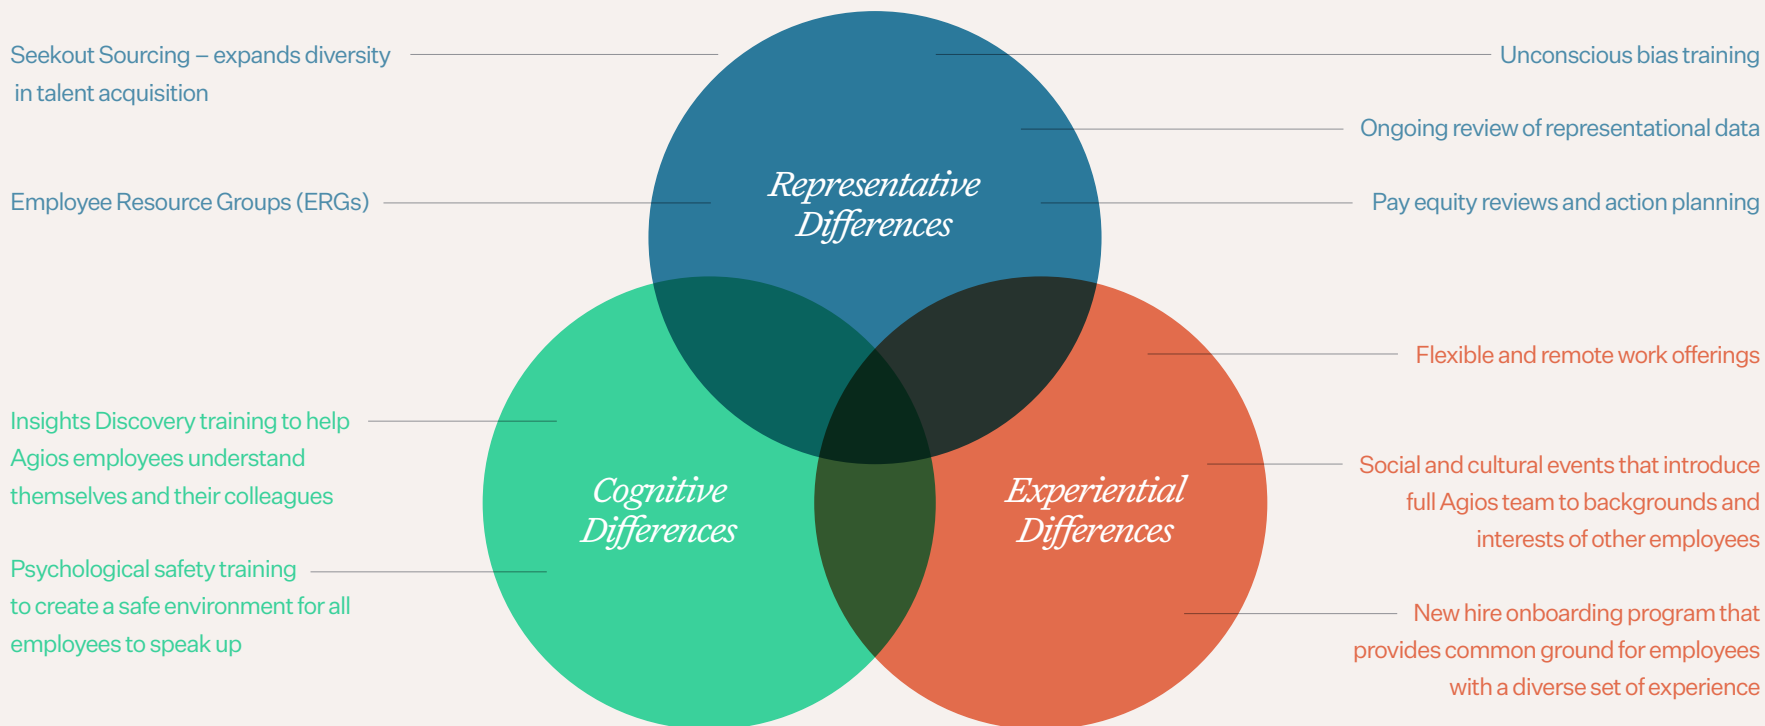 Seekout Sourcing – expands diversity
in talent acquisition
Employee Resource Groups (ERGs)
Unconscious bias training
Ongoing review of representational data
Pay equity reviews and action planning
Representative
Differences
Insights Discovery training to help
Agios employees understand
themselves and their colleagues
Psychological safety training
to create a safe environment for all
employees to speak up
Cognitive
Differences
Experiential
Differences
Flexible and remote work offerings
Social and cultural events that introduce
full Agios team to backgrounds and
interests of other employees
New hire onboarding program that
provides common ground for employees
with a diverse set of experience